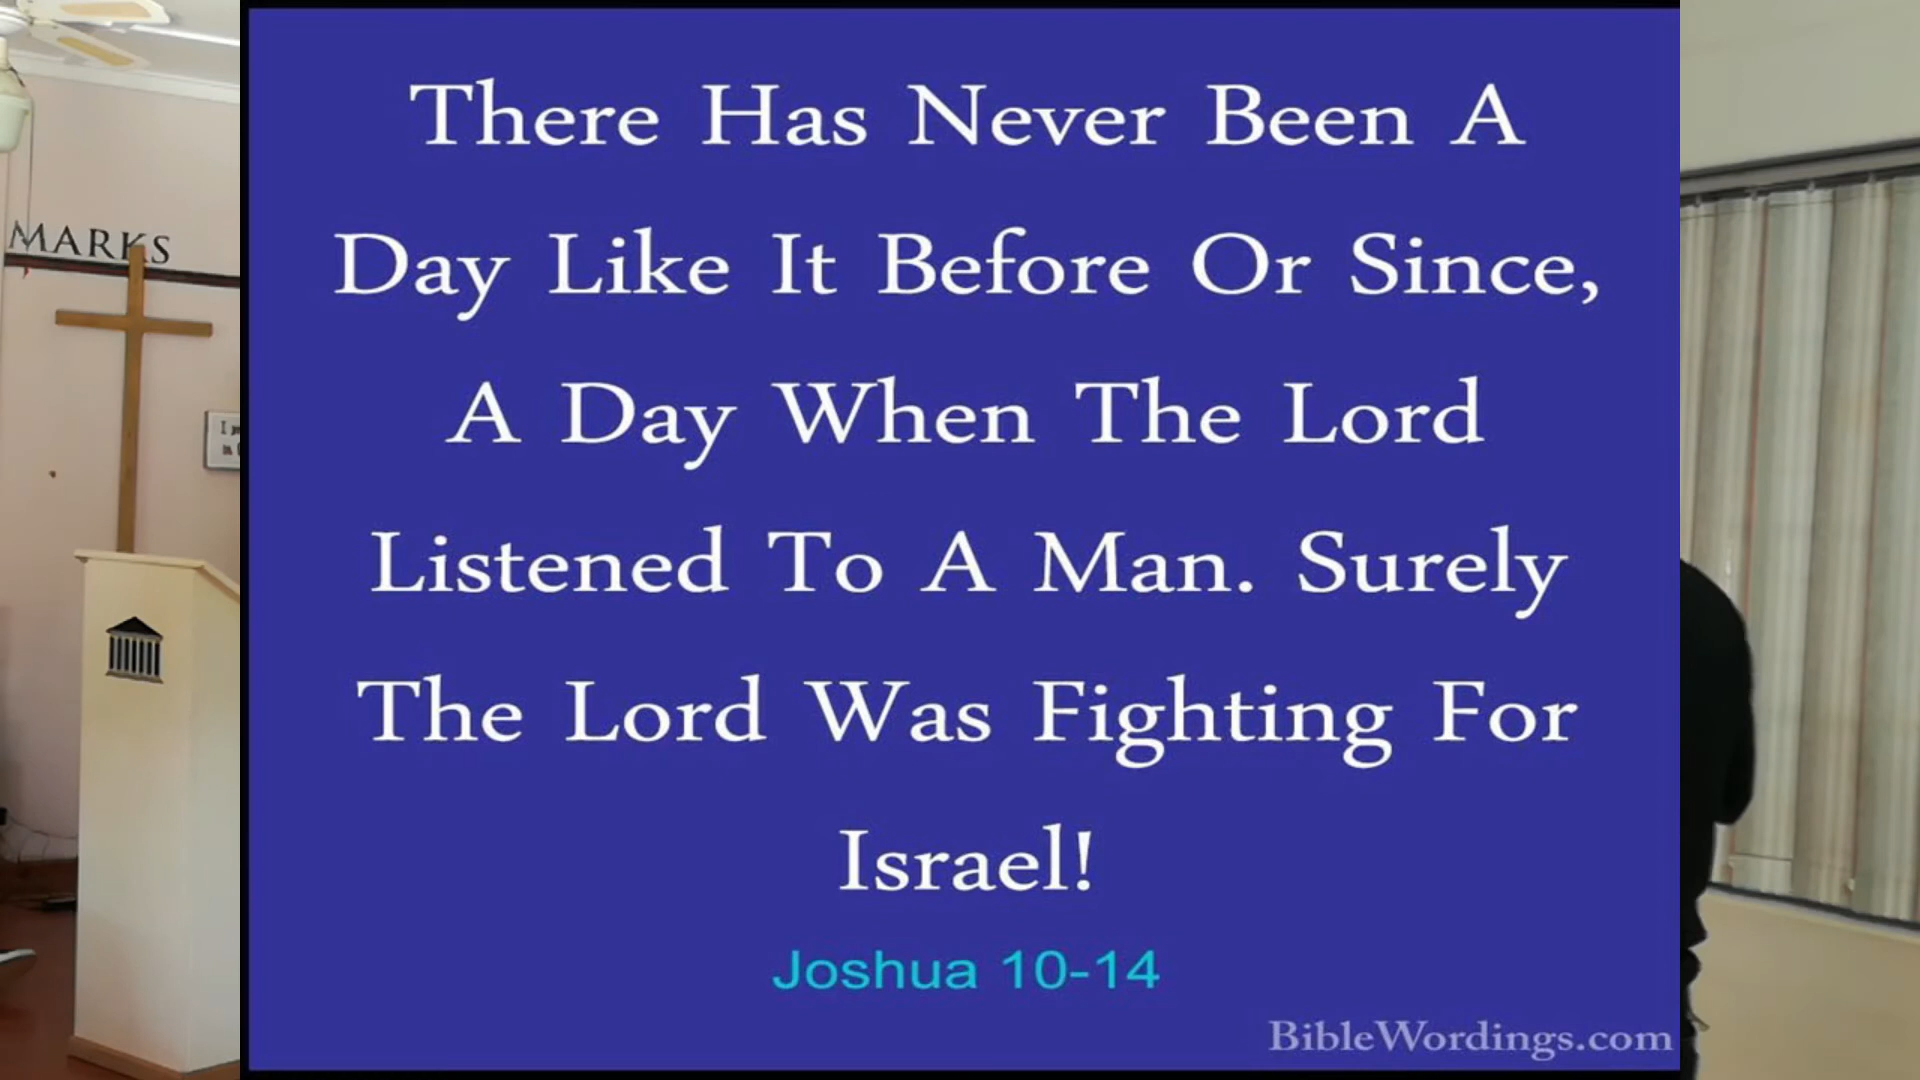 MARKS
There Has Never Been A
Day Like It Before Or Since,
A Day When The Lord
Listened To A Man. Surely
The Lord Was Fighting For
Israel!
Joshua 10-14
BibleWordings.com